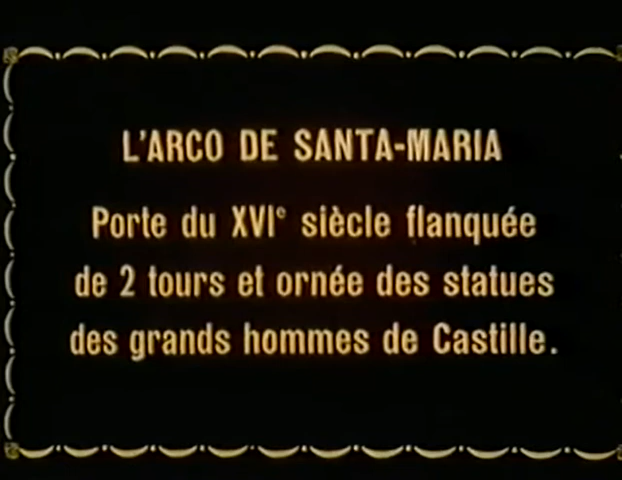 L'ARCO DE SANTA-MARIA
Porte du XVIᵉ siècle flanquée
de 2 tours et ornée des statues
des grands hommes de Castille.